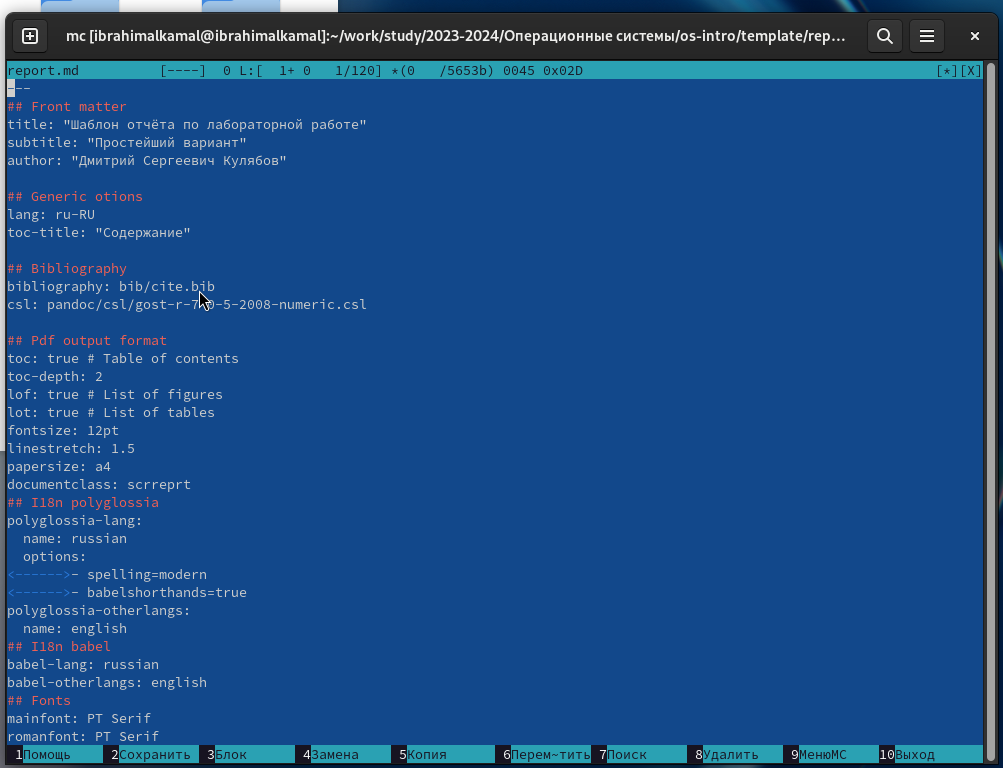 mc [ibrahimalkamal@ibrahimalkamal]:~/work/study/2023-2024/Операционные системы/os-intro/template/rep…
report.md [----] 0 L:[ 1+ 0 1/120] *(0 /5653b) 0045 0x02D [*][X]
---
## Front matter
title: "Шаблон отчёта по лабораторной работе"
subtitle: "Простейший вариант"
author: "Дмитрий Сергеевич Кулябов"
## Generic otions
lang: ru-RU
toc-title: "Содержание"
## Bibliography
bibliography: bib/cite.bib
csl: pandoc/csl/gost-r-7-0-5-2008-numeric.csl
## Pdf output format
toc: true # Table of contents
toc-depth: 2
lof: true # List of figures
lot: true # List of tables
fontsize: 12pt
linestretch: 1.5
papersize: a4
documentclass: scrreprt
## I18n polyglossia
polyglossia-lang:
name: russian
options:
<------>- spelling=modern
<------>- babelshorthands=true
polyglossia-otherlangs:
name: english
## I18n babel
babel-lang: russian
babel-otherlangs: english
## Fonts
mainfont: PT Serif
romanfont: PT Serif
1Помощь 2Сохранить 3Блок 4Замена 5Копия 6Перем~тить 7Поиск 8Удалить 9МенюMC 10Выход